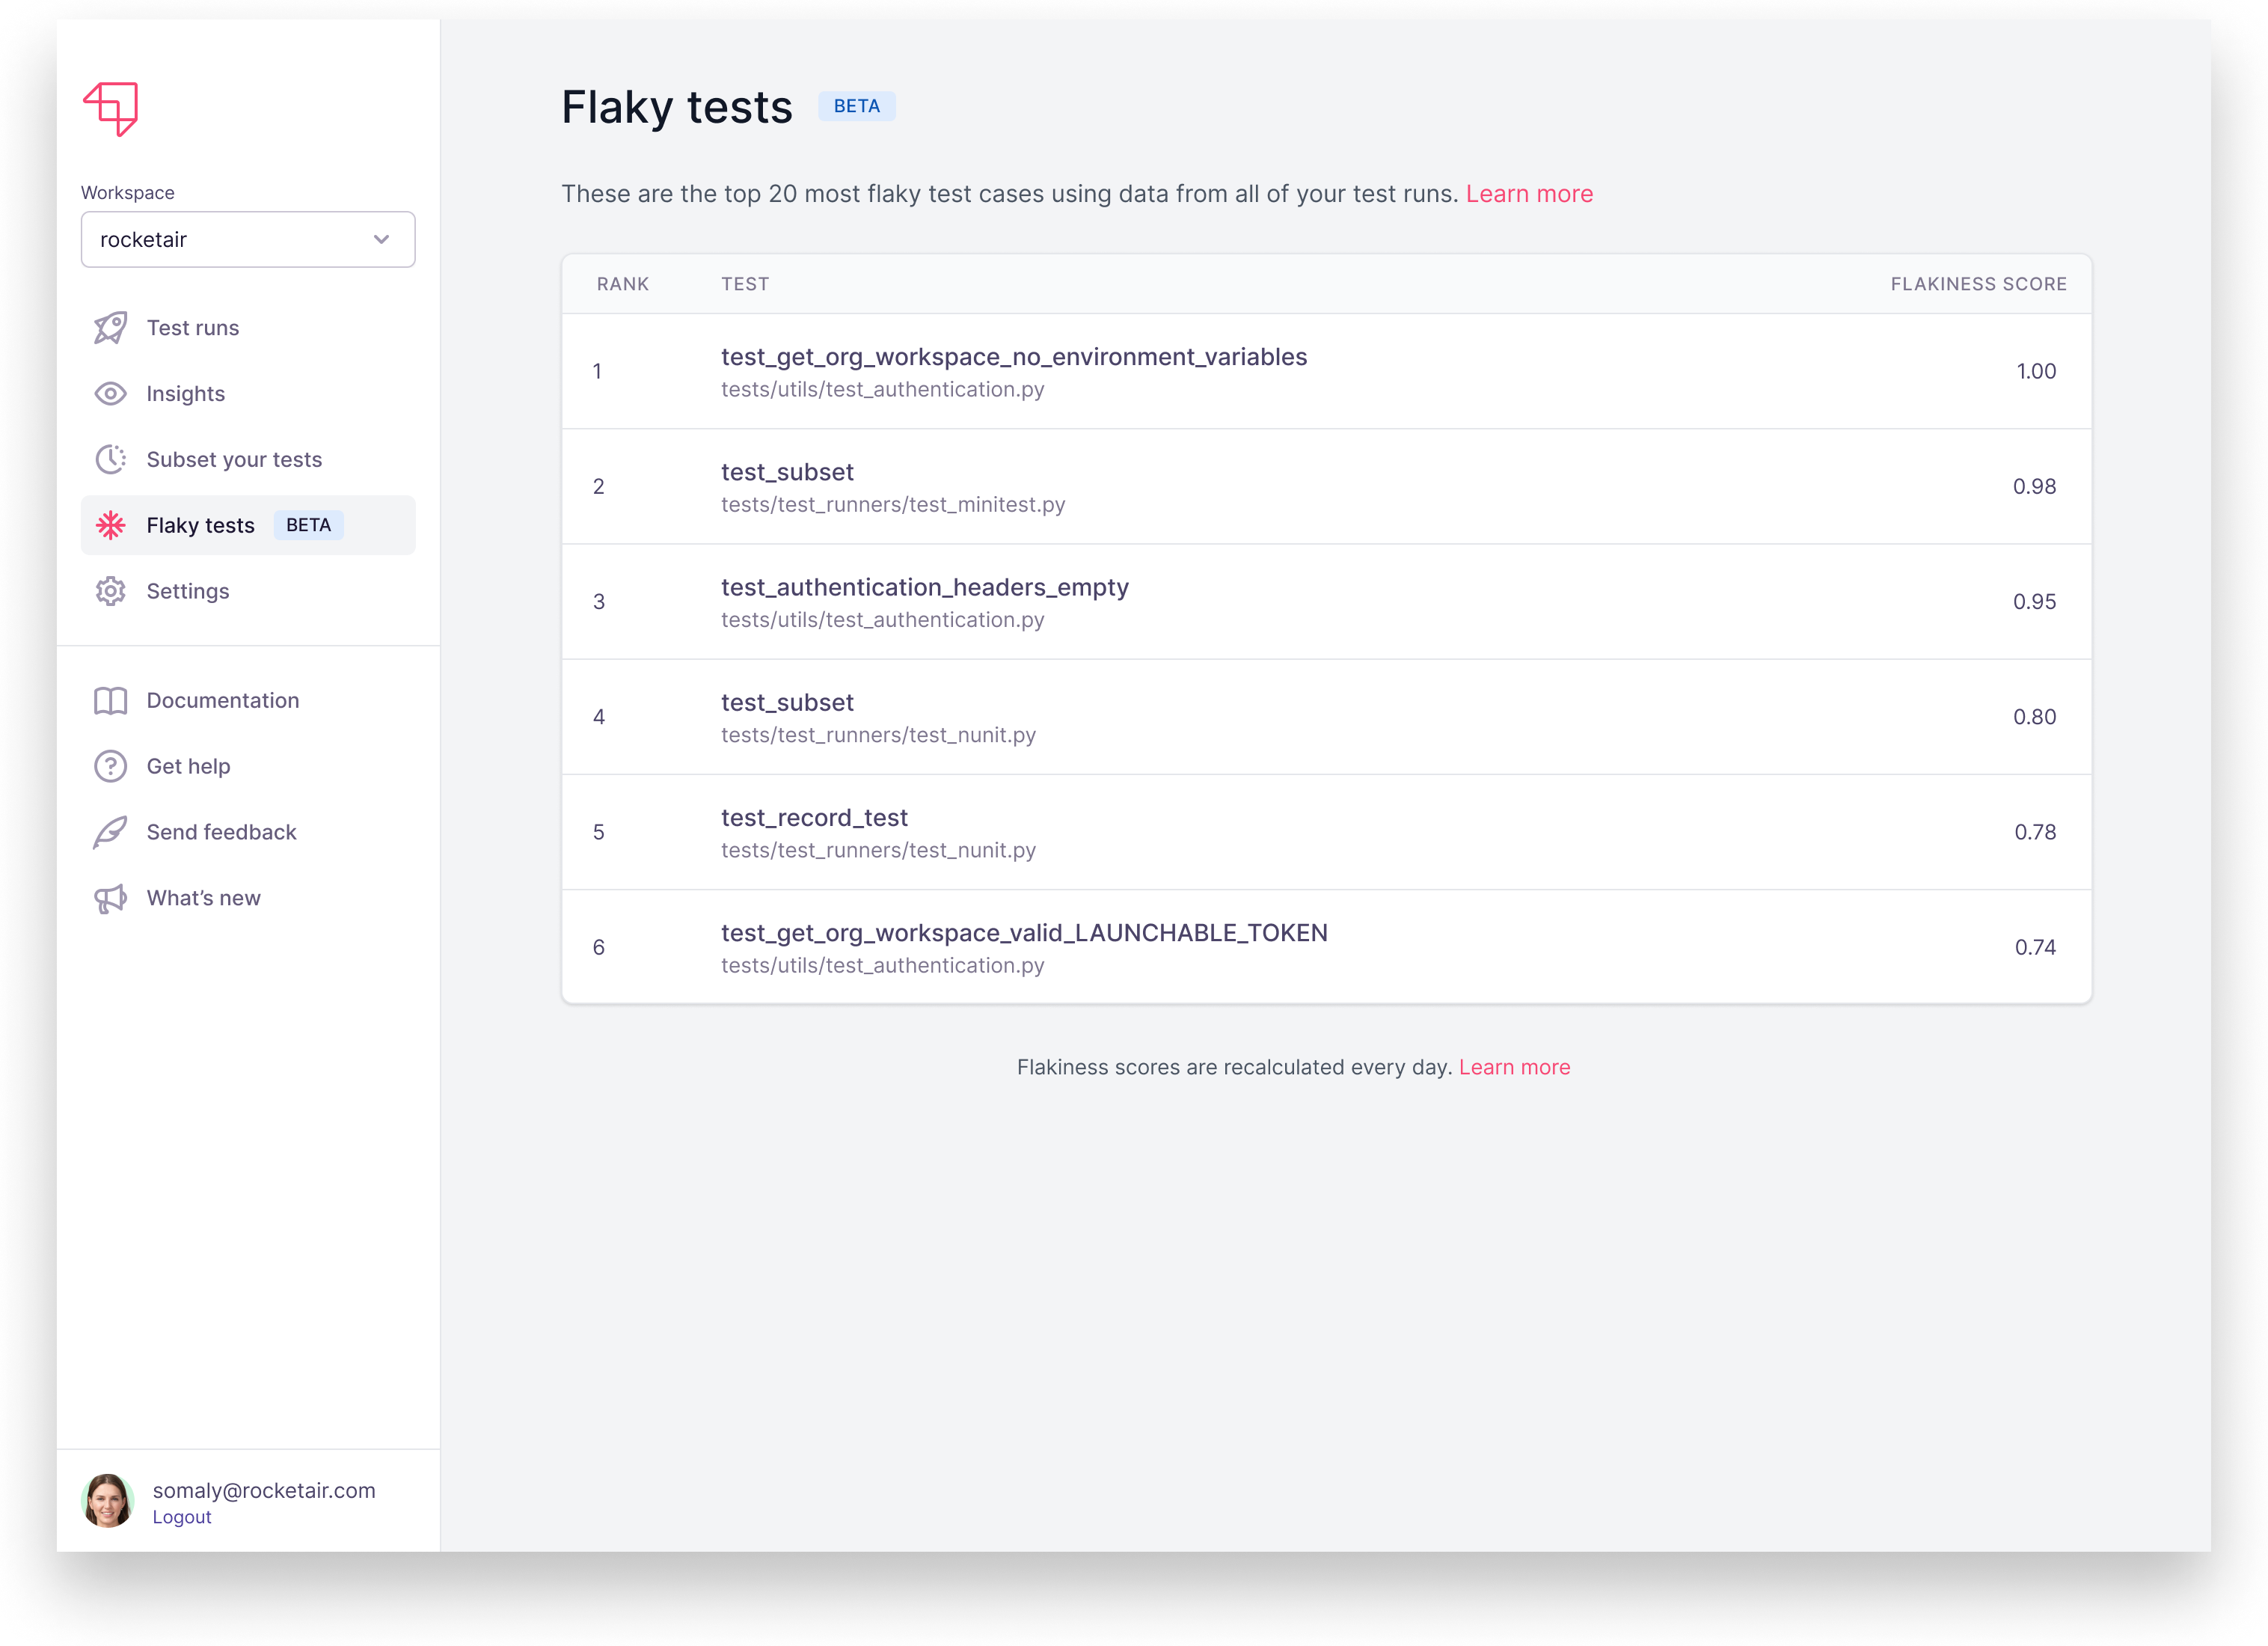 Workspace
rocketair
Test runs
Insights
Subset your tests
Flaky tests BETA
Settings
Documentation
Get help
Send feedback
What’s new
somaly@rocketair.com
Logout
Flaky tests BETA
These are the top 20 most flaky test cases using data from all of your test runs. Learn more
RANK TEST FLAKINESS SCORE
1 test_get_org_workspace_no_environment_variables 1.00
tests/utils/test_authentication.py
2 test_subset 0.98
tests/test_runners/test_minitest.py
3 test_authentication_headers_empty 0.95
tests/utils/test_authentication.py
4 test_subset 0.80
tests/test_runners/test_nunit.py
5 test_record_test 0.78
tests/test_runners/test_nunit.py
6 test_get_org_workspace_valid_LAUNCHABLE_TOKEN 0.74
tests/utils/test_authentication.py
Flakiness scores are recalculated every day. Learn more